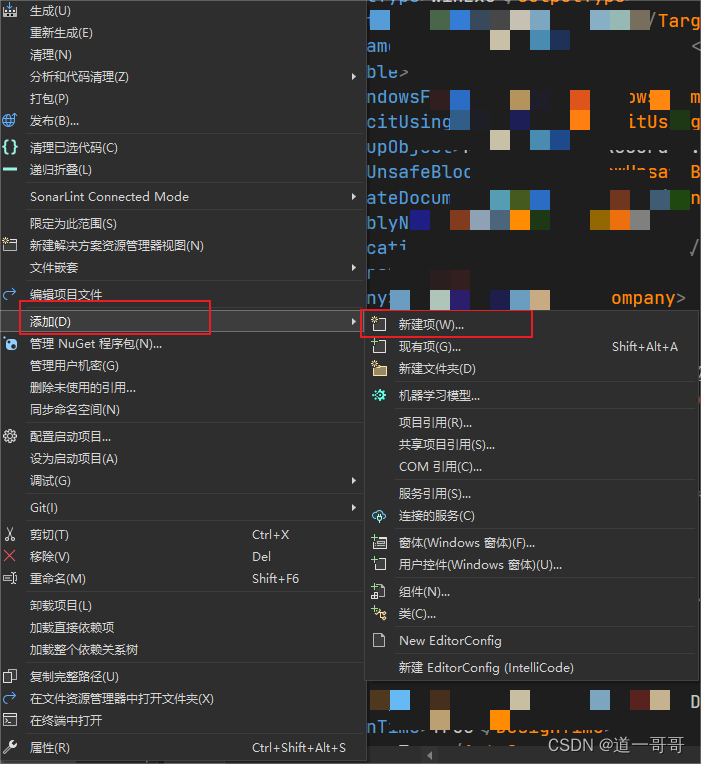 生成(U)
重新生成(E)
清理(N)
分析和代码清理(Z)
打包(P)
发布(B)...
清理已选代码(C)
递归折叠(L)
SonarLint Connected Mode
限定为此范围(S)
新建解决方案资源管理器视图(N)
文件嵌套
编辑项目文件
添加(D)
管理 NuGet 程序包(N)...
管理用户机密(G)
删除未使用的引用...
同步命名空间(N)
配置启动项目...
设为启动项目(A)
调试(G)
Git(I)
剪切(T) Ctrl+X
移除(V) Del
重命名(M) Shift+F6
卸载项目(L)
加载直接依赖项
加载整个依赖关系树
复制完整路径(U)
在文件资源管理器中打开文件夹(X)
在终端中打开
属性(R) Ctrl+Shift+Alt+S
新建项(W)...
现有项(G)... Shift+Alt+A
新建文件夹(D)
机器学习模型...
项目引用(R)...
共享项目引用(S)...
COM 引用(C)...
服务引用(S)...
连接的服务(C)
窗体(Windows 窗体)(F)...
用户控件(Windows 窗体)(U)...
组件(N)...
类(C)...
New EditorConfig
新建 EditorConfig (IntelliCode)
/Targ
ame <
ble>
ndowsF
citUsing citUs
upObject>
UnsafeBloc
ateDocum
blyN
cati /
ompany>
CSDN @道一哥哥